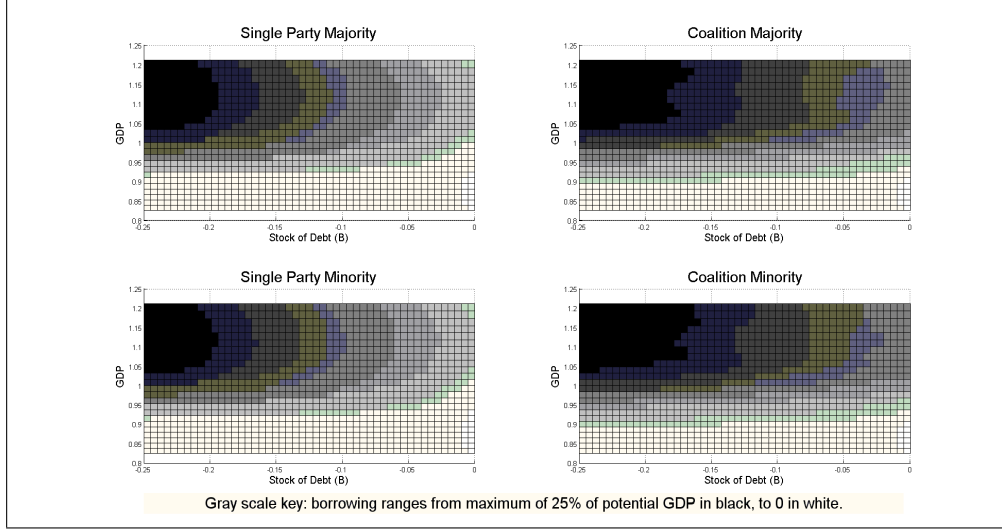 Single Party Majority
1.25
1.2
1.15
1.1
1.05
1
0.95
0.9
0.85
0.8
GDP
-0.25 -0.2 -0.15 -0.1 -0.05 0
Stock of Debt (B)
Coalition Majority
1.25
1.2
1.15
1.1
1.05
1
0.95
0.9
0.85
0.8
GDP
-0.25 -0.2 -0.15 -0.1 -0.05 0
Stock of Debt (B)
Single Party Minority
1.25
1.2
1.15
1.1
1.05
1
0.95
0.9
0.85
0.8
GDP
-0.25 -0.2 -0.15 -0.1 -0.05 0
Stock of Debt (B)
Coalition Minority
1.25
1.2
1.15
1.1
1.05
1
0.95
0.9
0.85
0.8
GDP
-0.25 -0.2 -0.15 -0.1 -0.05 0
Stock of Debt (B)
Gray scale key: borrowing ranges from maximum of 25% of potential GDP in black, to 0 in white.